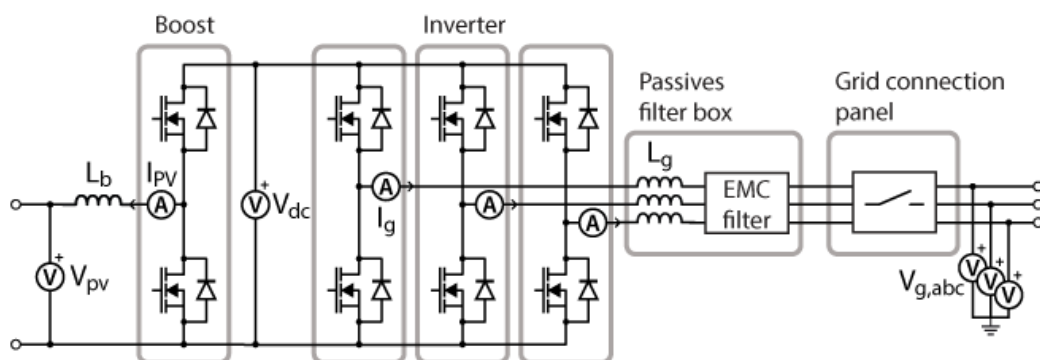 Boost
Inverter
Passives
filter box
Grid connection
panel
L_b
I_PV
A
V_pv
V
+
V_dc
V
+
A
I_g
A
A
L_g
EMC
filter
V_g,abc
V
+
V
+
V
+